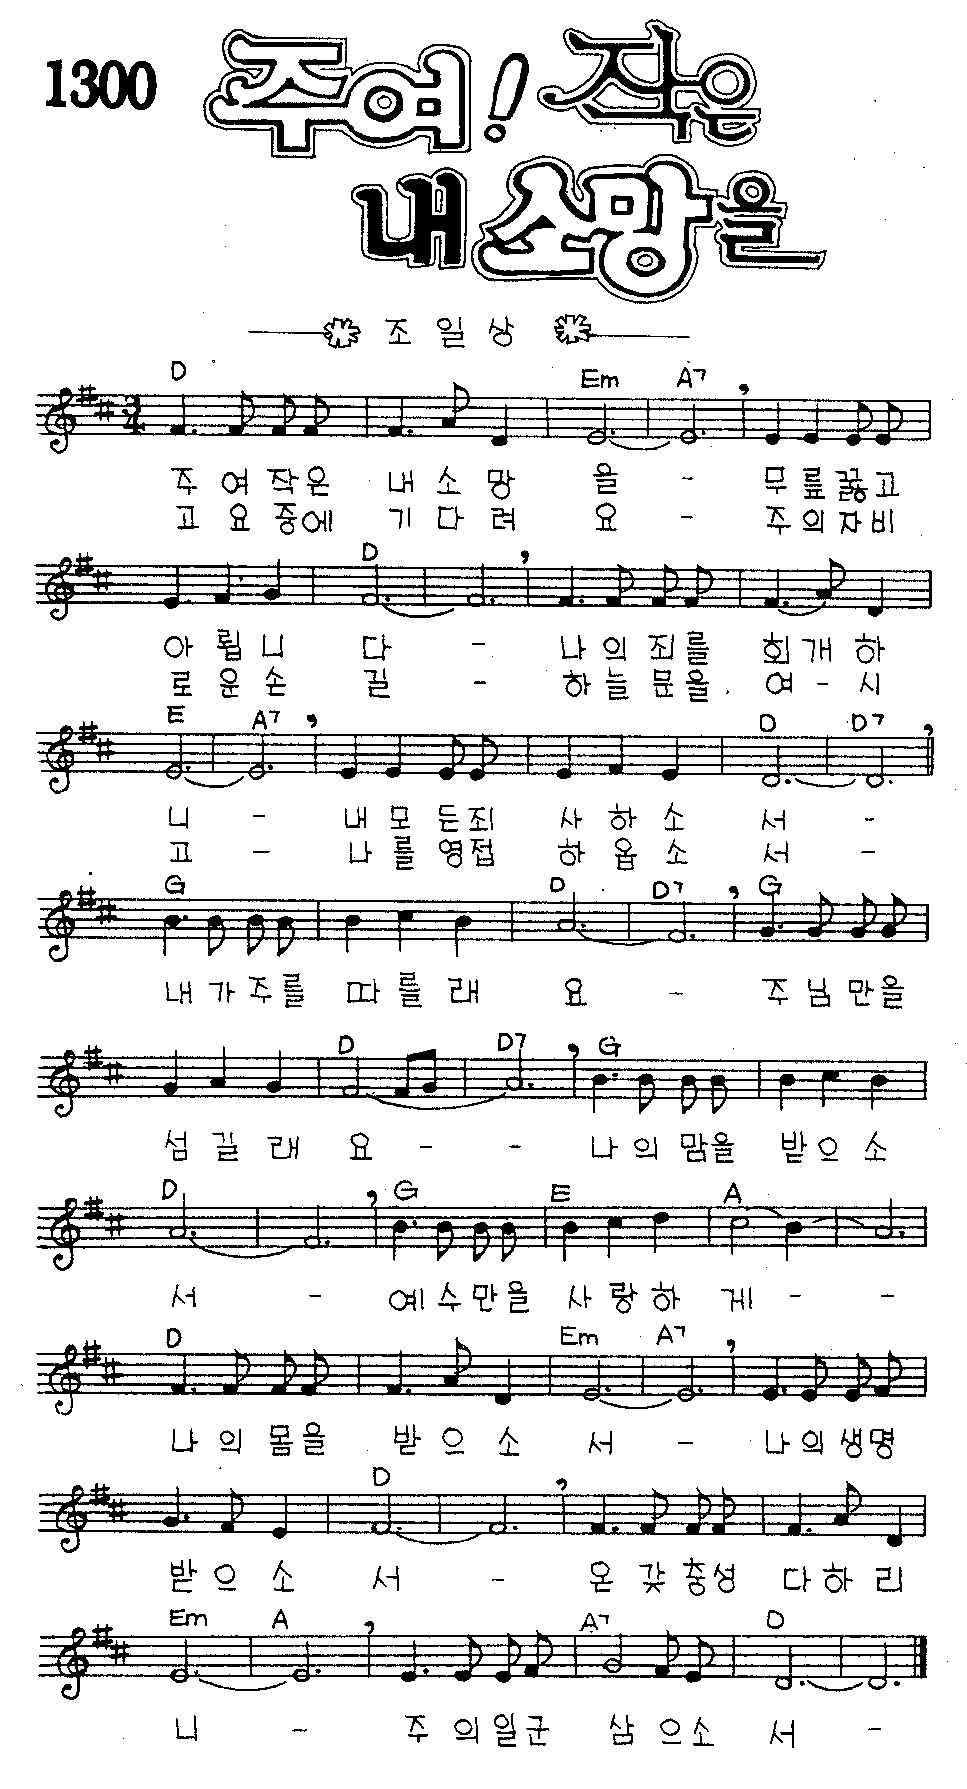 1300
주여! 작은
내 소망을
조 일 상
D Em A7
주 여 작은 내 소 망 을 - 무 릎 꿇 고
고 요 중에 기 다 려 요 - 주 의 자 비
D
아 룁 니 다 - 나 의 죄 를 회 개 하
로 운 손 길 - 하 늘 문 을 여 - 시
E A7 D D7
니 - 내 모 든 죄 사 하 소 서 -
고 - 나 를 영 접 하 옵 소 서 -
G D D7 G
내 가 주 를 따 를 래 요 - 주 님 만 을
D D7 G
섬 길 래 요 - - 나 의 맘 을 받 으 소
D G E A
서 - 예 수 만 을 사 랑 하 게 - -
D Em A7
나 의 몸 을 받 으 소 서 - 나 의 생 명
D
받 으 소 서 - 온 갖 충 성 다 하 리
Em A A7 D
니 - 주 의 일 군 삼 으 소 서 -